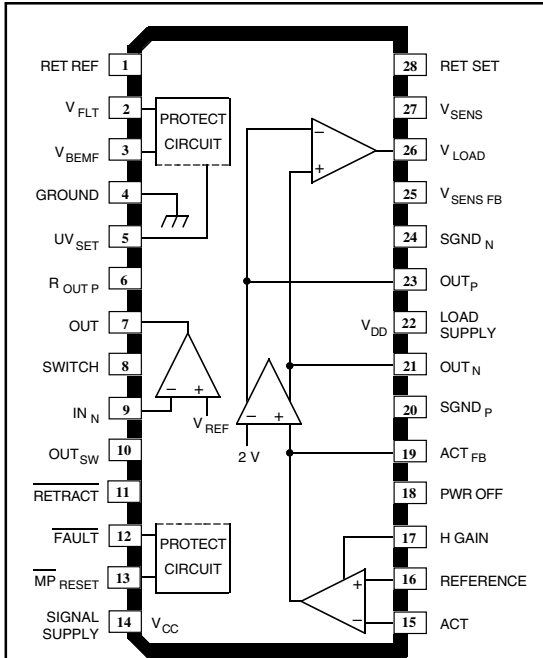 RET REF 1
V FLT 2
V BEMF 3
GROUND 4
UV SET 5
R OUT P 6
OUT 7
SWITCH 8
IN N 9
OUT SW 10
RETRACT 11
FAULT 12
MP RESET 13
SIGNAL
SUPPLY 14 V CC
PROTECT
CIRCUIT
− +
V REF
PROTECT
CIRCUIT
−
+
− +
2 V
+
−
28 RET SET
27 V SENS
26 V LOAD
25 V SENS FB
24 SGND N
23 OUT P
V DD 22 LOAD
SUPPLY
21 OUT N
20 SGND P
19 ACT FB
18 PWR OFF
17 H GAIN
16 REFERENCE
15 ACT